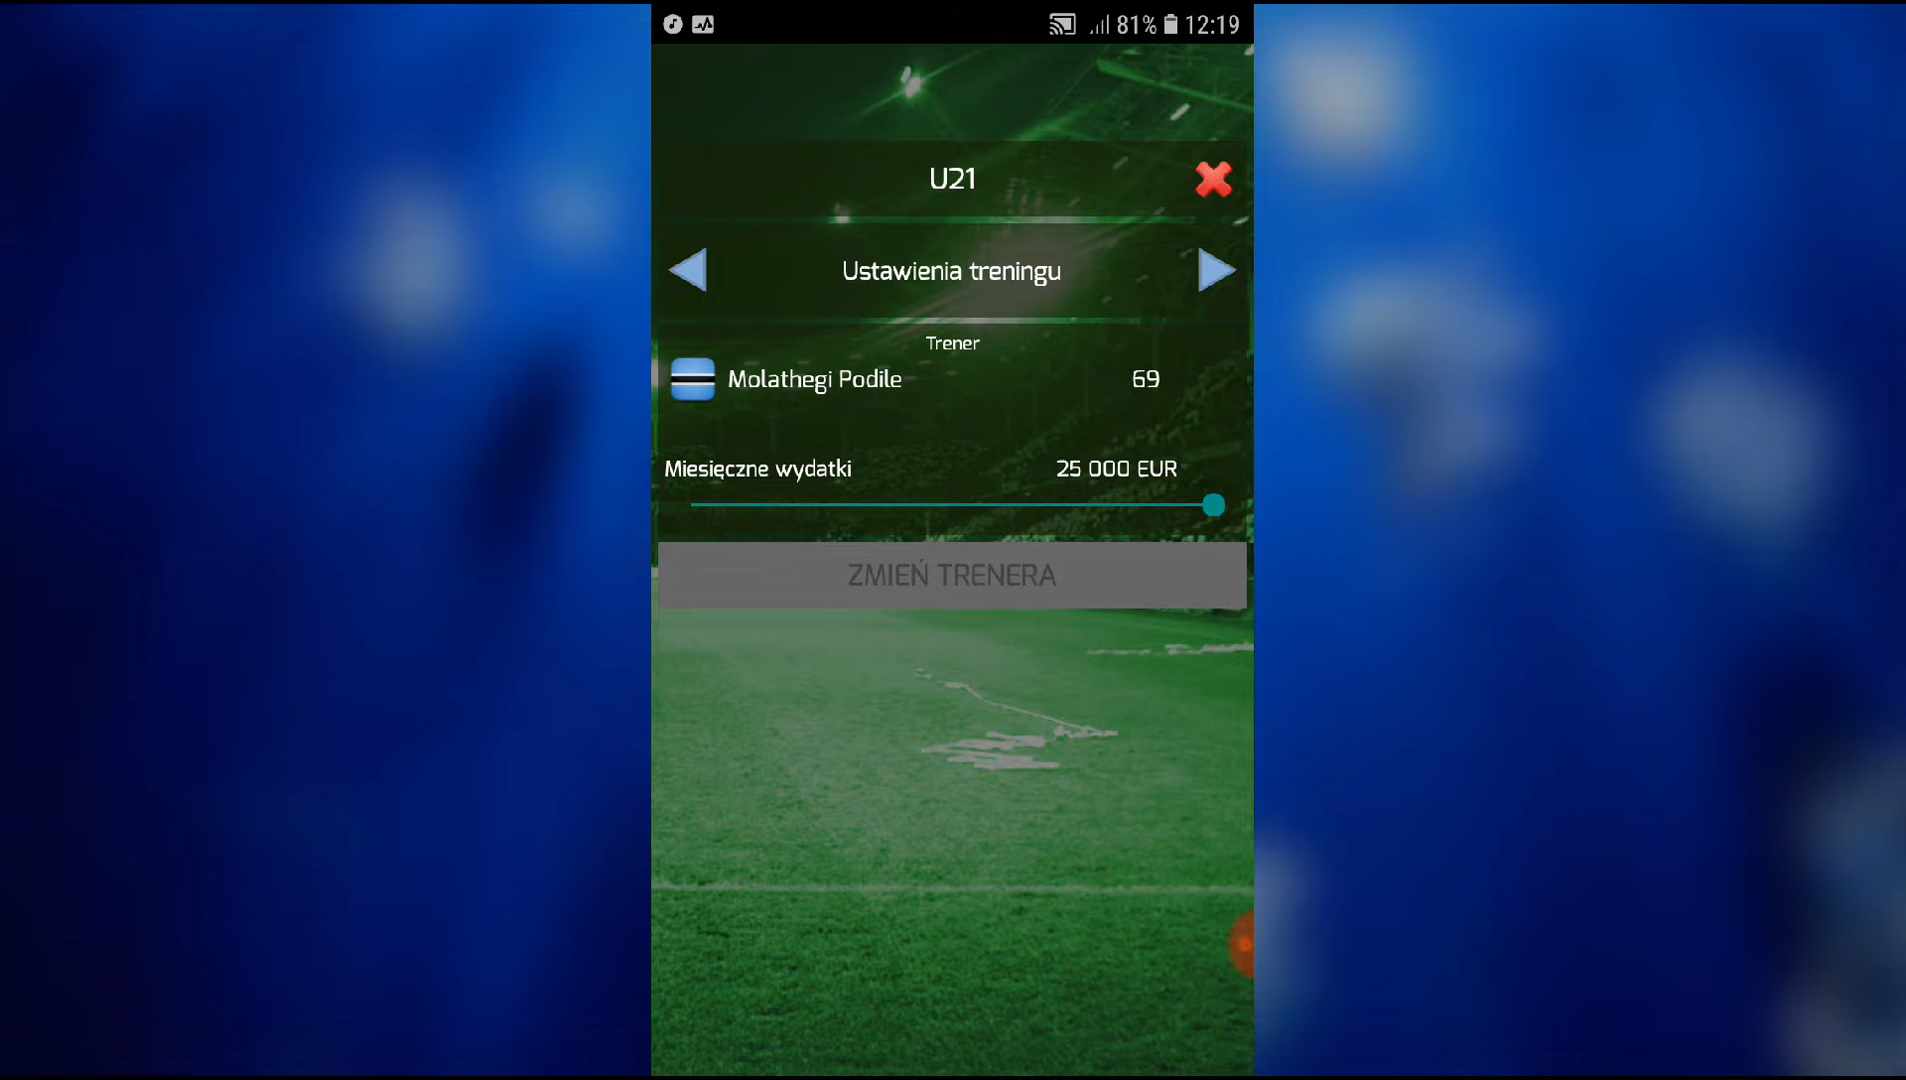 81% 12:19
U21
Ustawienia treningu
Trener
Molathegi Podile 69
Miesięczne wydatki 25 000 EUR
ZMIEŃ TRENERA